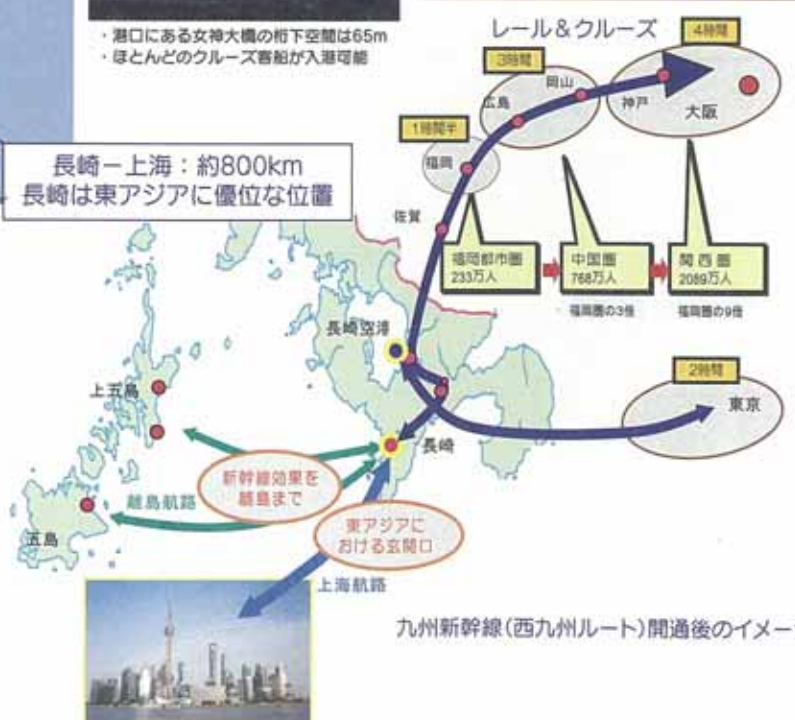 ・港口にある女神大橋の桁下空間は65m
・ほとんどのクルーズ客船が入港可能
レール&クルーズ
4時間
3時間
岡山
広島
神戸
大阪
1時間半
福岡
長崎－上海：約800km
長崎は東アジアに優位な位置
佐賀
福岡都市圏
233万人
中国圏
768万人
関西圏
2089万人
福岡圏の3倍
福岡圏の9倍
長崎空港
2時間
東京
上五島
長崎
新幹線効果を
離島まで
離島航路
東アジアに
おける玄関口
五島
上海航路
九州新幹線(西九州ルート)開通後のイメー